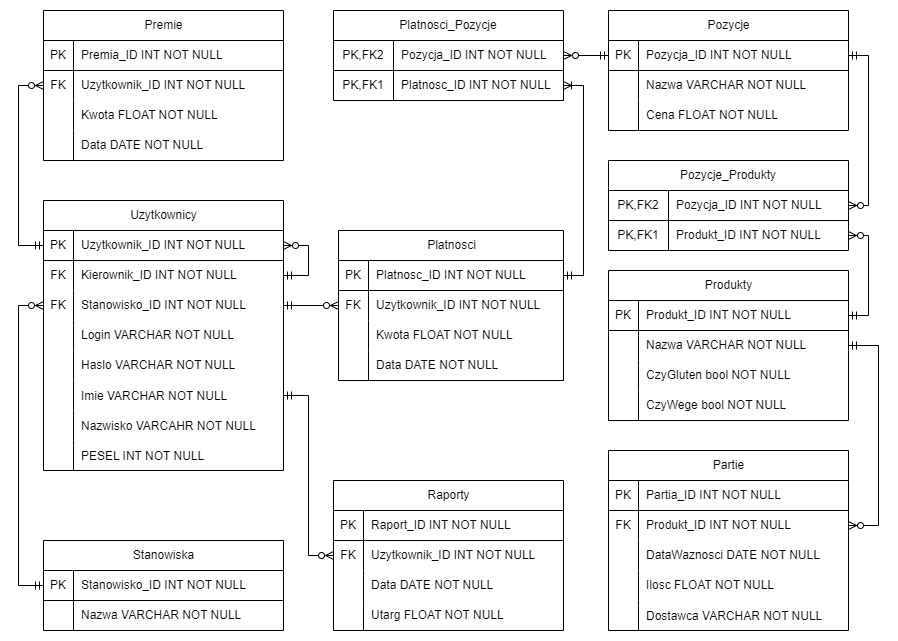 Premie
PK Premia_ID INT NOT NULL
FK Uzytkownik_ID INT NOT NULL
Kwota FLOAT NOT NULL
Data DATE NOT NULL
Uzytkownicy
PK Uzytkownik_ID INT NOT NULL
FK Kierownik_ID INT NOT NULL
FK Stanowisko_ID INT NOT NULL
Login VARCHAR NOT NULL
Haslo VARCHAR NOT NULL
Imie VARCHAR NOT NULL
Nazwisko VARCAHR NOT NULL
PESEL INT NOT NULL
Stanowiska
PK Stanowisko_ID INT NOT NULL
Nazwa VARCHAR NOT NULL
Platnosci_Pozycje
PK,FK2 Pozycja_ID INT NOT NULL
PK,FK1 Platnosc_ID INT NOT NULL
Platnosci
PK Platnosc_ID INT NOT NULL
FK Uzytkownik_ID INT NOT NULL
Kwota FLOAT NOT NULL
Data DATE NOT NULL
Raporty
PK Raport_ID INT NOT NULL
FK Uzytkownik_ID INT NOT NULL
Data DATE NOT NULL
Utarg FLOAT NOT NULL
Pozycje
PK Pozycja_ID INT NOT NULL
Nazwa VARCHAR NOT NULL
Cena FLOAT NOT NULL
Pozycje_Produkty
PK,FK2 Pozycja_ID INT NOT NULL
PK,FK1 Produkt_ID INT NOT NULL
Produkty
PK Produkt_ID INT NOT NULL
Nazwa VARCHAR NOT NULL
CzyGluten bool NOT NULL
CzyWege bool NOT NULL
Partie
PK Partia_ID INT NOT NULL
FK Produkt_ID INT NOT NULL
DataWaznosci DATE NOT NULL
Ilosc FLOAT NOT NULL
Dostawca VARCHAR NOT NULL